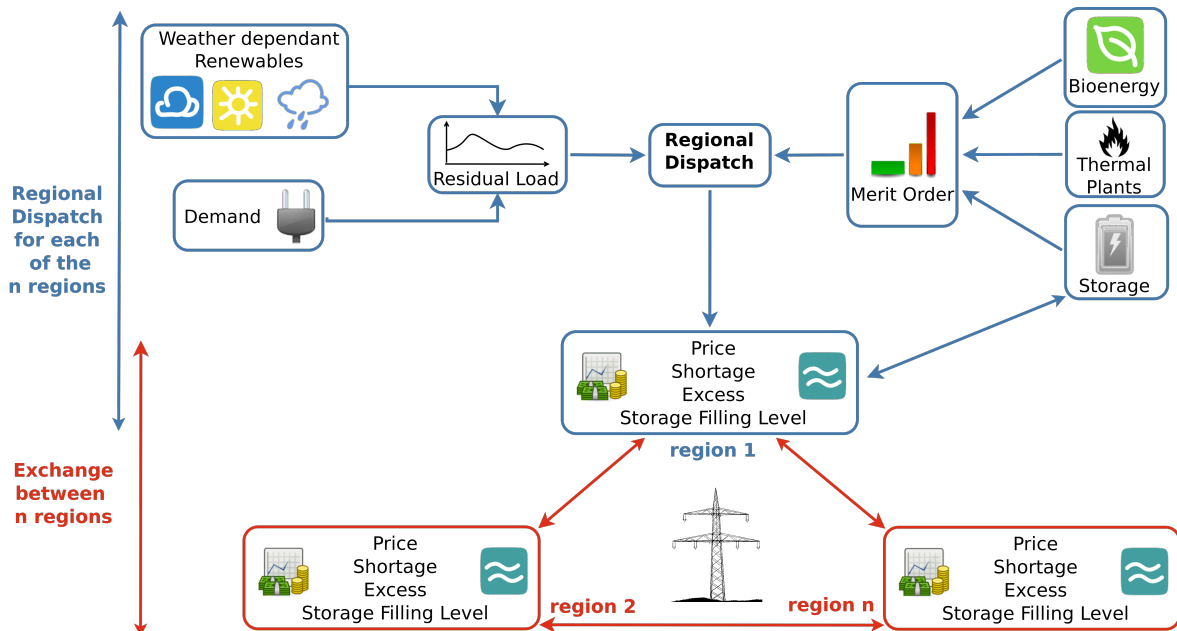 Weather dependant
Renewables
Demand
Residual Load
Regional
Dispatch
Merit Order
Bioenergy
Thermal
Plants
Storage
Regional
Dispatch
for each
of the
n regions
Price
Shortage
Excess
Storage Filling Level
region 1
Exchange
between
n regions
Price
Shortage
Excess
Storage Filling Level
region 2
region n
Price
Shortage
Excess
Storage Filling Level